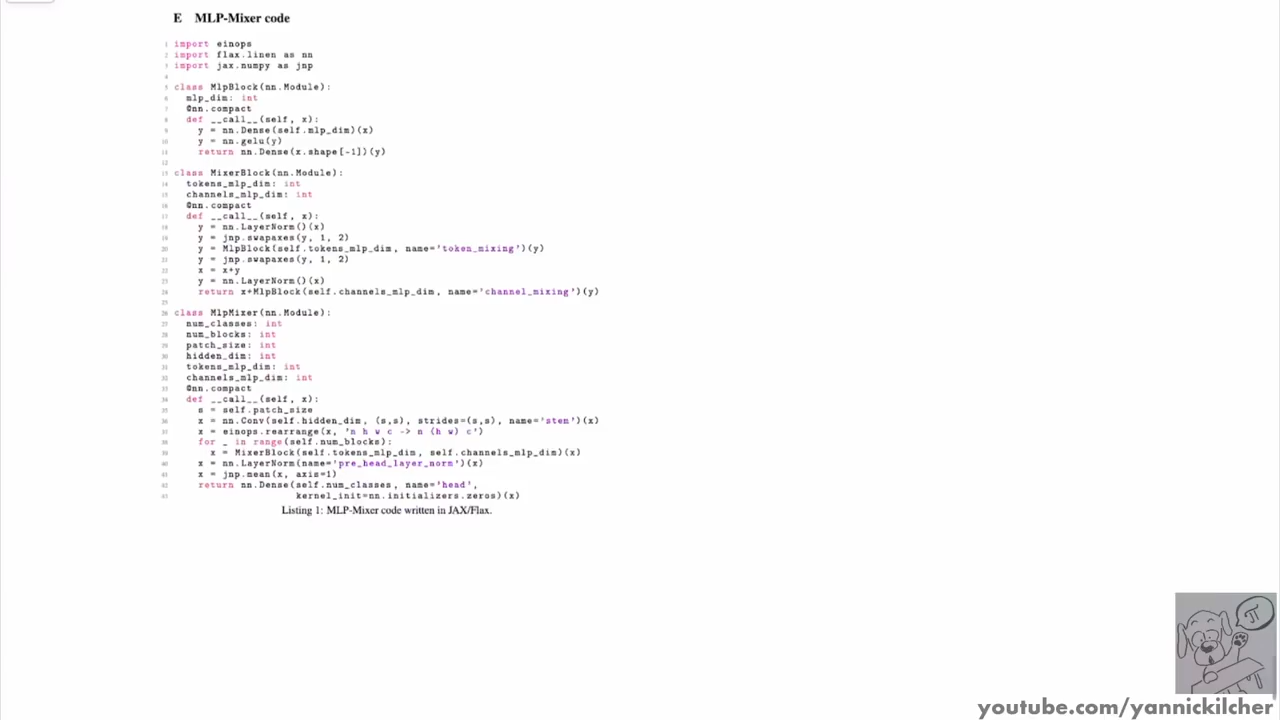 E MLP-Mixer code
1 import einops
2 import flax.linen as nn
3 import jax.numpy as jnp
4
5 class MlpBlock(nn.Module):
6   mlp_dim: int
7   @nn.compact
8   def __call__(self, x):
9     y = nn.Dense(self.mlp_dim)(x)
10     y = nn.gelu(y)
11     return nn.Dense(x.shape[-1])(y)
12
13 class MixerBlock(nn.Module):
14   tokens_mlp_dim: int
15   channels_mlp_dim: int
16   @nn.compact
17   def __call__(self, x):
18     y = nn.LayerNorm()(x)
19     y = jnp.swapaxes(y, 1, 2)
20     y = MlpBlock(self.tokens_mlp_dim, name='token_mixing')(y)
21     y = jnp.swapaxes(y, 1, 2)
22     x = x+y
23     y = nn.LayerNorm()(x)
24     return x+MlpBlock(self.channels_mlp_dim, name='channel_mixing')(y)
25
26 class MlpMixer(nn.Module):
27   num_classes: int
28   num_blocks: int
29   patch_size: int
30   hidden_dim: int
31   tokens_mlp_dim: int
32   channels_mlp_dim: int
33   @nn.compact
34   def __call__(self, x):
35     s = self.patch_size
36     x = nn.Conv(self.hidden_dim, (s,s), strides=(s,s), name='stem')(x)
37     x = einops.rearrange(x, 'n h w c -> n (h w) c')
38     for _ in range(self.num_blocks):
39       x = MixerBlock(self.tokens_mlp_dim, self.channels_mlp_dim)(x)
40     x = nn.LayerNorm(name='pre_head_layer_norm')(x)
41     x = jnp.mean(x, axis=1)
42     return nn.Dense(self.num_classes, name='head',
43                     kernel_init=nn.initializers.zeros)(x)
Listing 1: MLP-Mixer code written in JAX/Flax.
π
youtube.com/yannickilcher